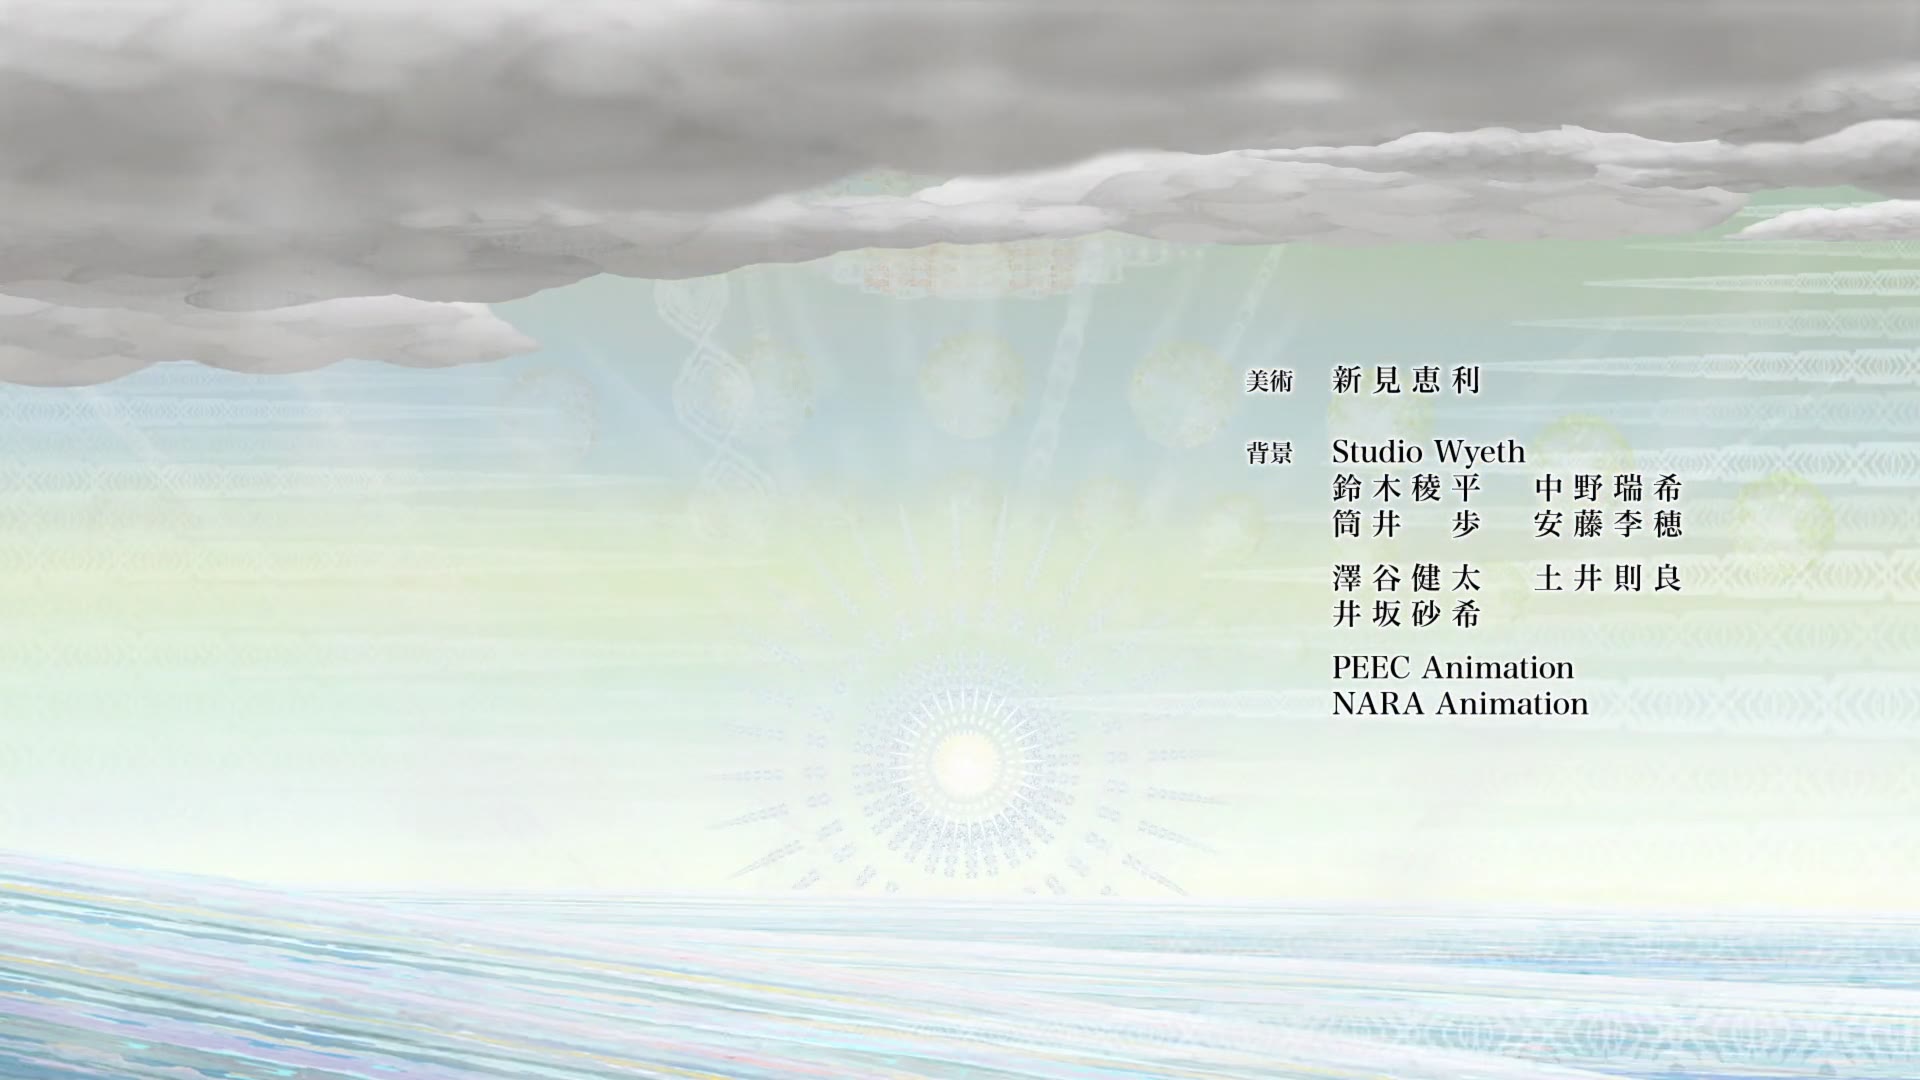 美術 新見恵利
背景 Studio Wyeth
鈴木稜平 中野瑞希
筒井 歩 安藤李穂
澤谷健太 土井則良
井坂砂希
PEEC Animation
NARA Animation